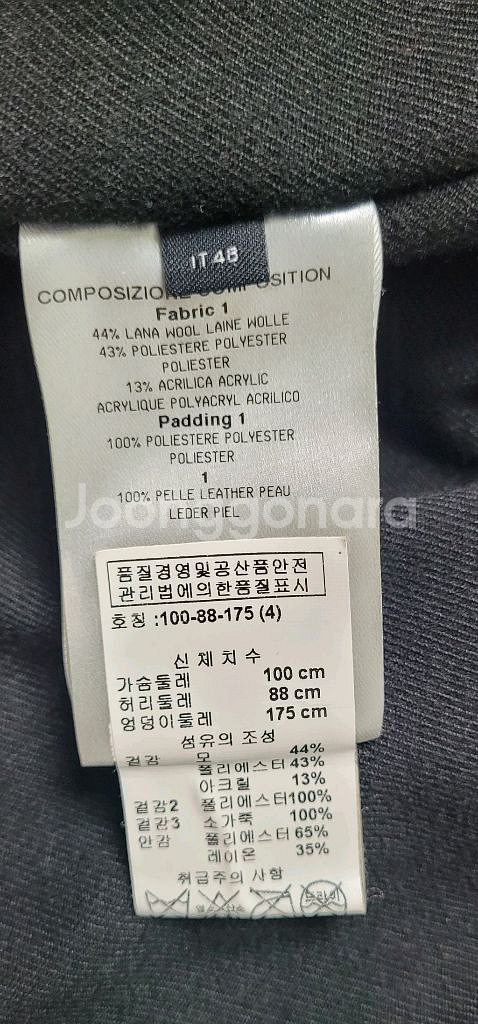 IT 48
COMPOSIZIONE COMPOSITION
Fabric 1
44% LANA WOOL LAINE WOLLE
43% POLIESTERE POLYESTER
POLIESTER
13% ACRILICA ACRYLIC
ACRYLIQUE POLYACRYL ACRILICO
Padding 1
100% POLIESTERE POLYESTER
POLIESTER
1
100% PELLE LEATHER PEAU
LEDER PIEL
Joonggonara
품질경영및공산품안전
관리법에의한품질표시
호칭 :100-88-175 (4)
신 체 치 수
가슴둘레 100 cm
허리둘레 88 cm
엉덩이둘레 175 cm
섬유의 조성
겉감 모 44%
폴리에스터 43%
아크릴 13%
겉감2 폴리에스터100%
겉감3 소가죽 100%
안감 폴리에스터 65%
레이온 35%
취급주의 사항
드라이